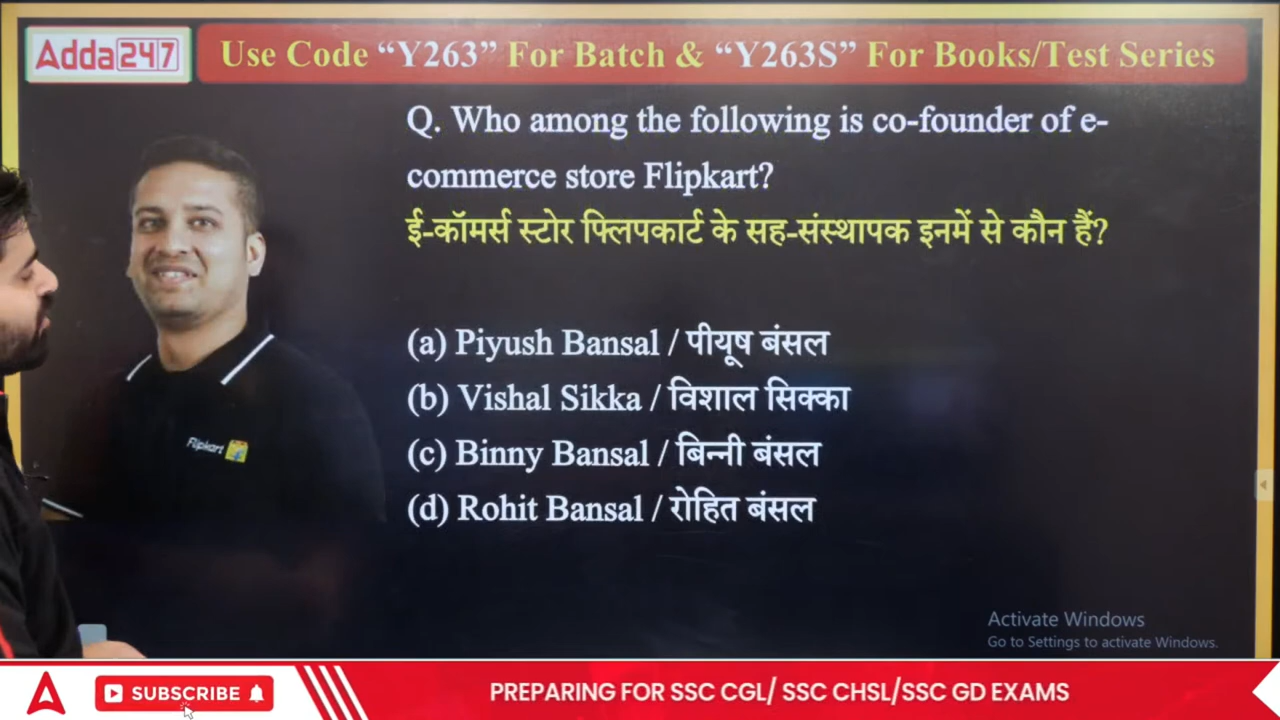 Adda247
Use Code “Y263” For Batch & “Y263S” For Books/Test Series
Q. Who among the following is co-founder of e-
commerce store Flipkart?
ई-कॉमर्स स्टोर फ्लिपकार्ट के सह-संस्थापक इनमें से कौन हैं?
(a) Piyush Bansal / पीयूष बंसल
(b) Vishal Sikka / विशाल सिक्का
(c) Binny Bansal / बिन्नी बंसल
(d) Rohit Bansal / रोहित बंसल
Flipkart
Activate Windows
Go to Settings to activate Windows.
SUBSCRIBE
PREPARING FOR SSC CGL/ SSC CHSL/SSC GD EXAMS